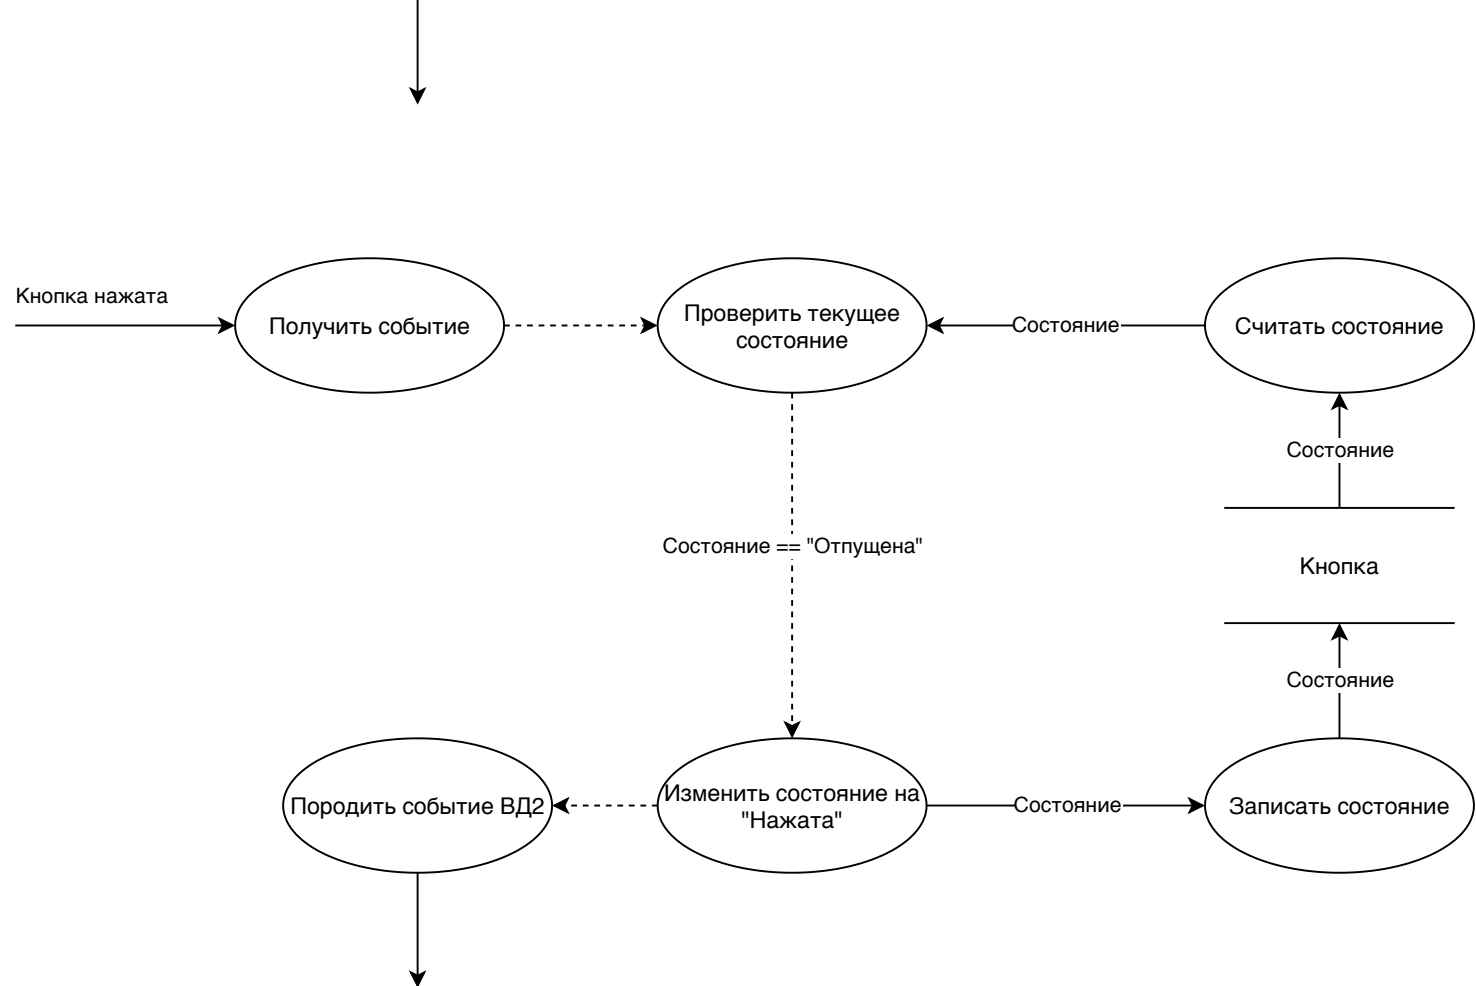 Кнопка нажата
Получить событие
Проверить текущее
состояние
Состояние
Считать состояние
Состояние
Состояние == "Отпущена"
Кнопка
Состояние
Породить событие ВД2
Изменить состояние на
"Нажата"
Состояние
Записать состояние